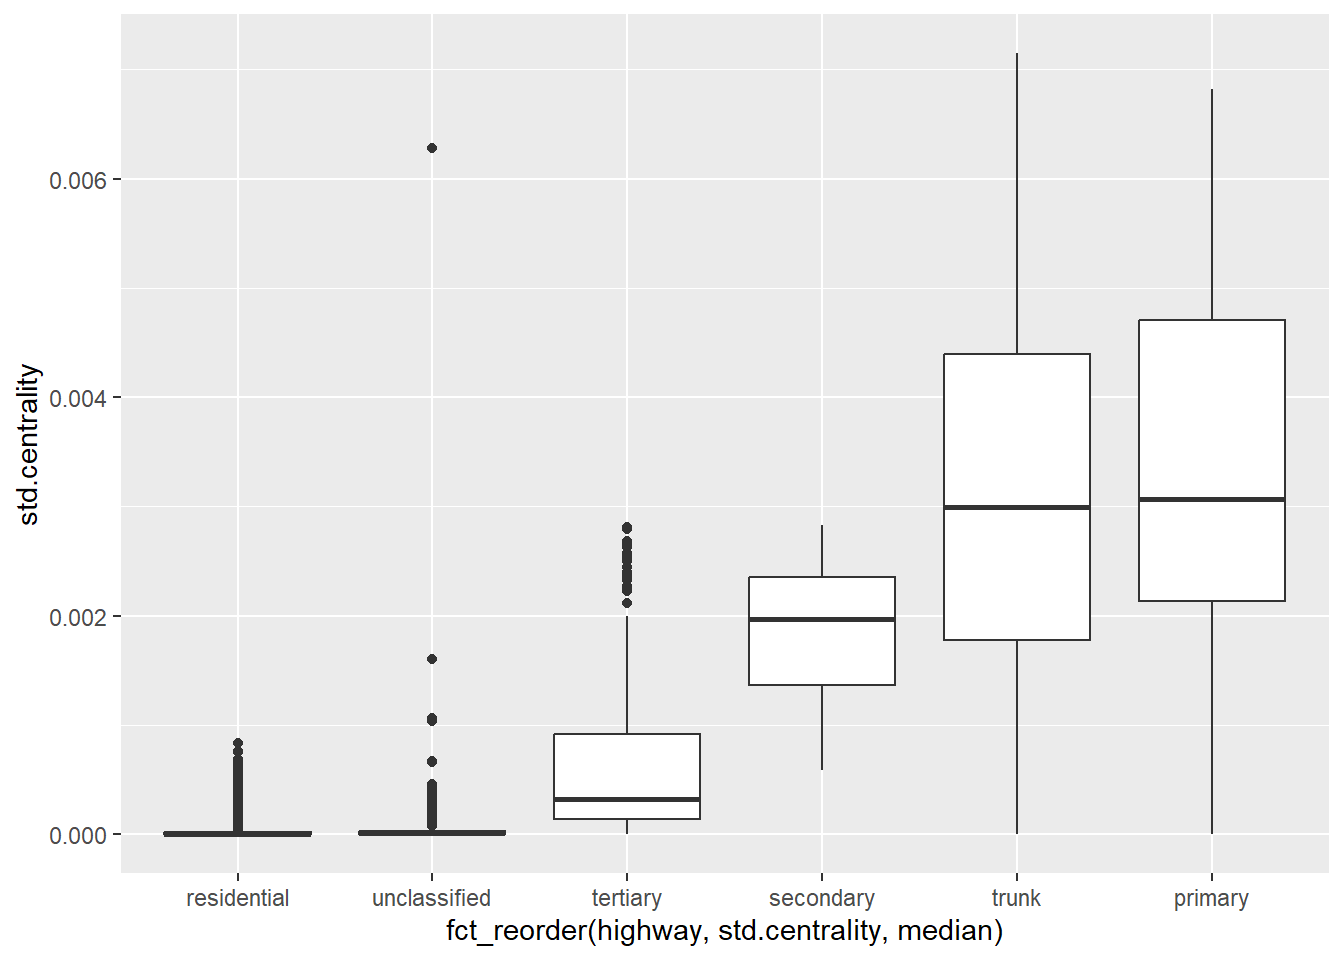 std.centrality
0.006
0.004
0.002
0.000
residential unclassified tertiary secondary trunk primary
fct_reorder(highway, std.centrality, median)